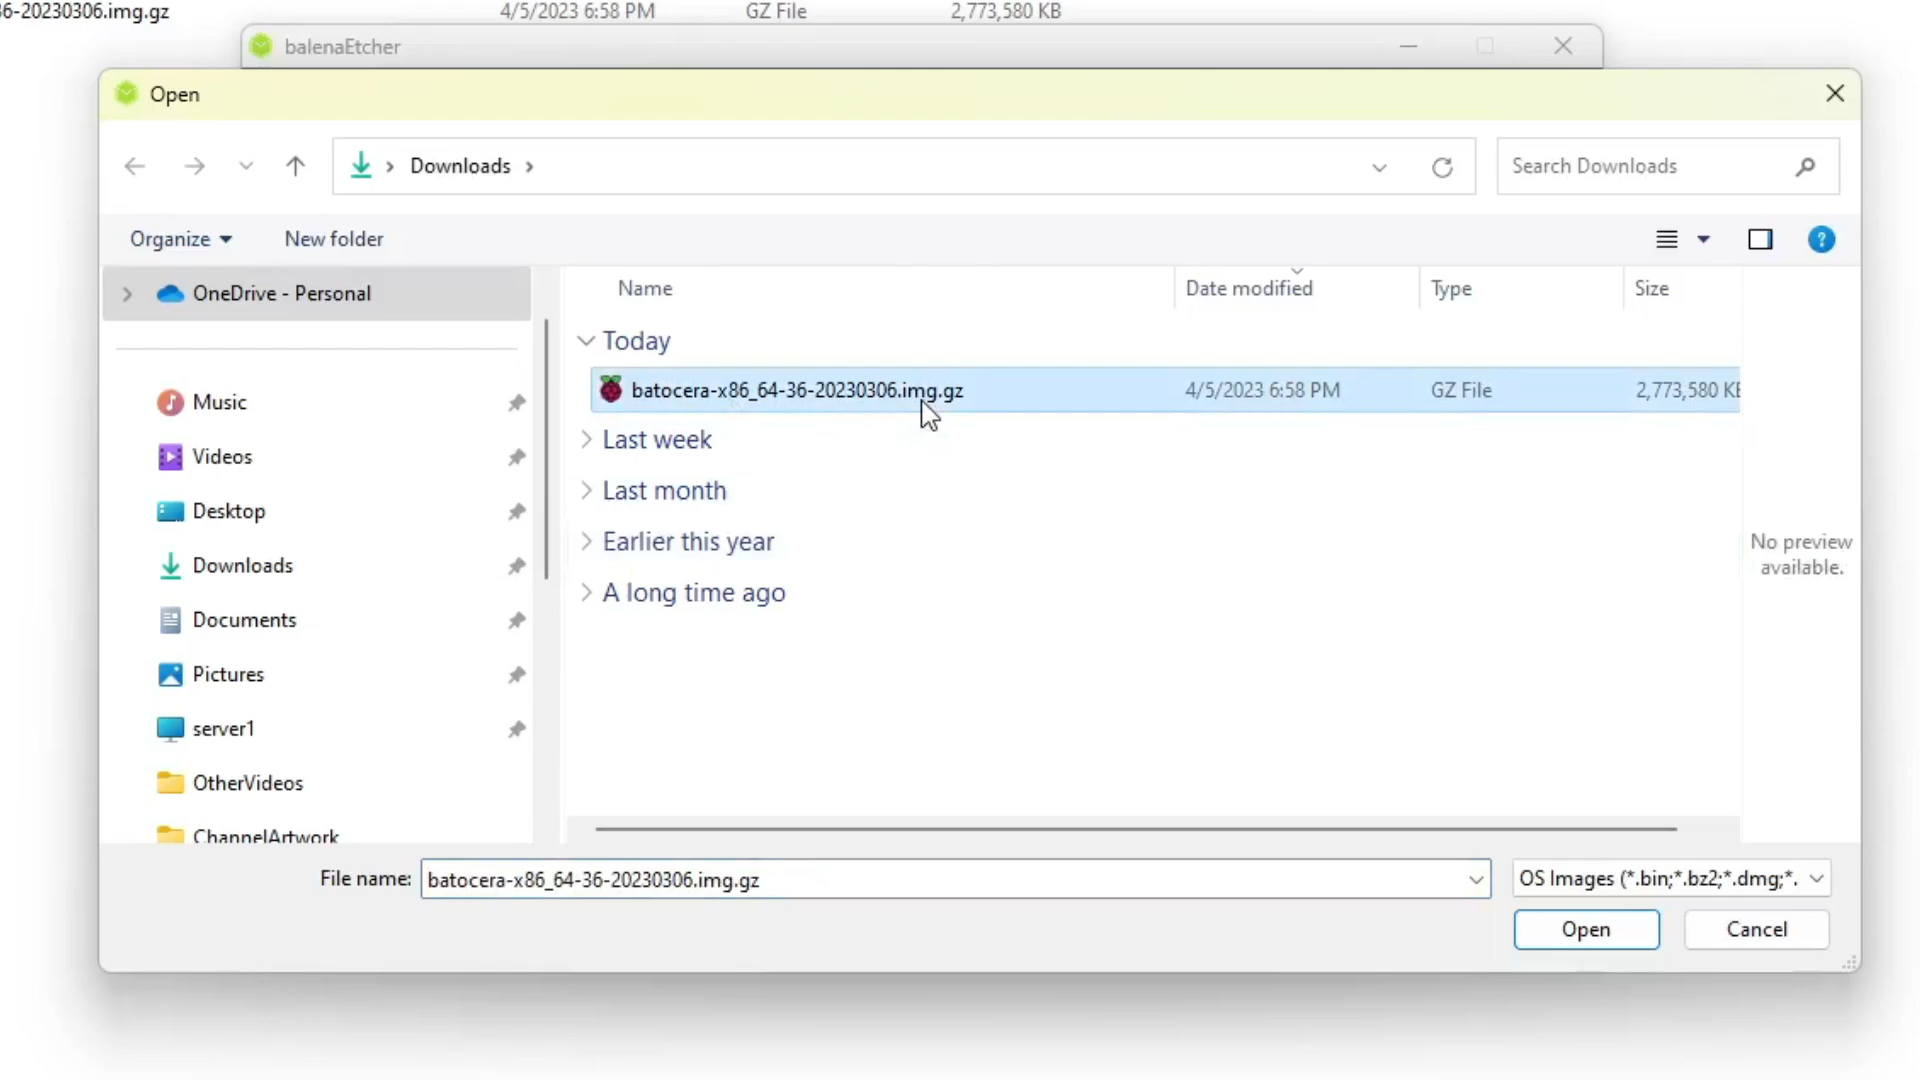 6-20230306.img.gz 4/5/2023 6:58 PM GZ File 2,773,580 KB
balenaEtcher
Open
Downloads
Search Downloads
Organize New folder
OneDrive - Personal
Music
Videos
Desktop
Downloads
Documents
Pictures
server1
OtherVideos
ChannelArtwork
Name Date modified Type Size
Today
batocera-x86_64-36-20230306.img.gz 4/5/2023 6:58 PM GZ File 2,773,580 KB
Last week
Last month
Earlier this year
A long time ago
No preview
available.
File name: batocera-x86_64-36-20230306.img.gz OS Images (*.bin;*.bz2;*.dmg;*.
Open Cancel